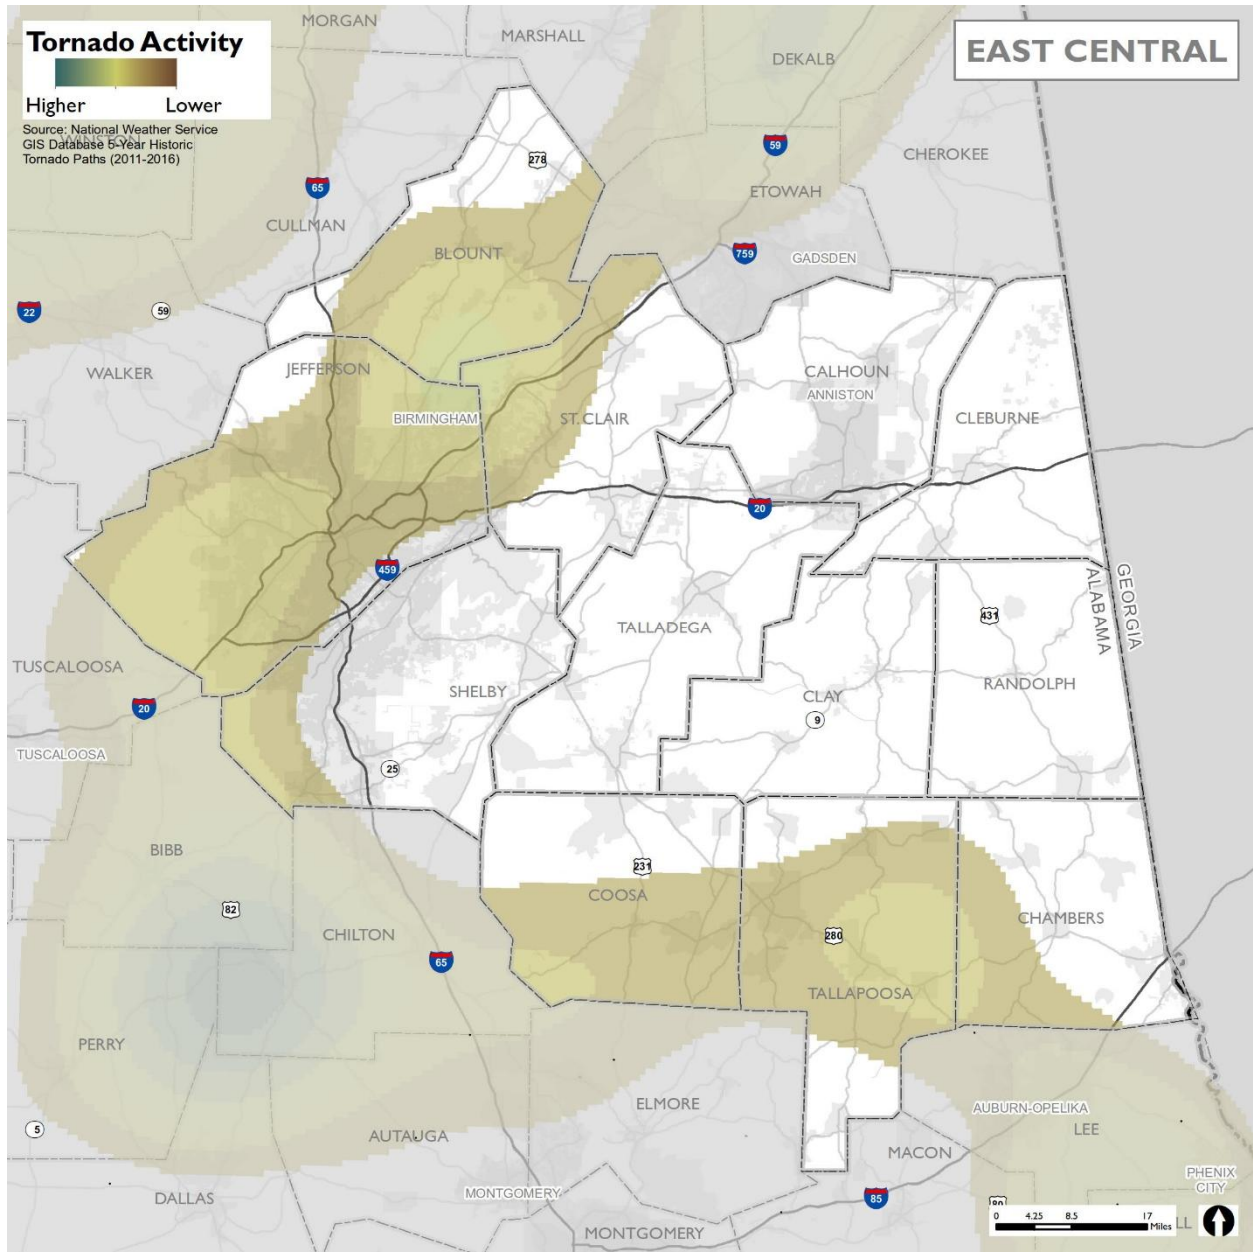 Tornado Activity
Higher Lower
Source: National Weather Service
GIS Database 5-Year Historic
Tornado Paths (2011-2016)
EAST CENTRAL
MORGAN
MARSHALL
DEKALB
WINSTON
278
59
CHEROKEE
65
ETOWAH
CULLMAN
BLOUNT
759
GADSDEN
22
59
WALKER
JEFFERSON
CALHOUN
ANNISTON
BIRMINGHAM
ST. CLAIR
CLEBURNE
20
459
GEORGIA
ALABAMA
431
TALLADEGA
TUSCALOOSA
SHELBY
CLAY
RANDOLPH
20
9
TUSCALOOSA
25
BIBB
231
COOSA
82
CHILTON
280
CHAMBERS
65
TALLAPOOSA
PERRY
ELMORE
AUBURN-OPELIKA
LEE
5
AUTAUGA
MACON
DALLAS
MONTGOMERY
PHENIX
CITY
85
80
MONTGOMERY
0 4.25 8.5 17
Miles
LL